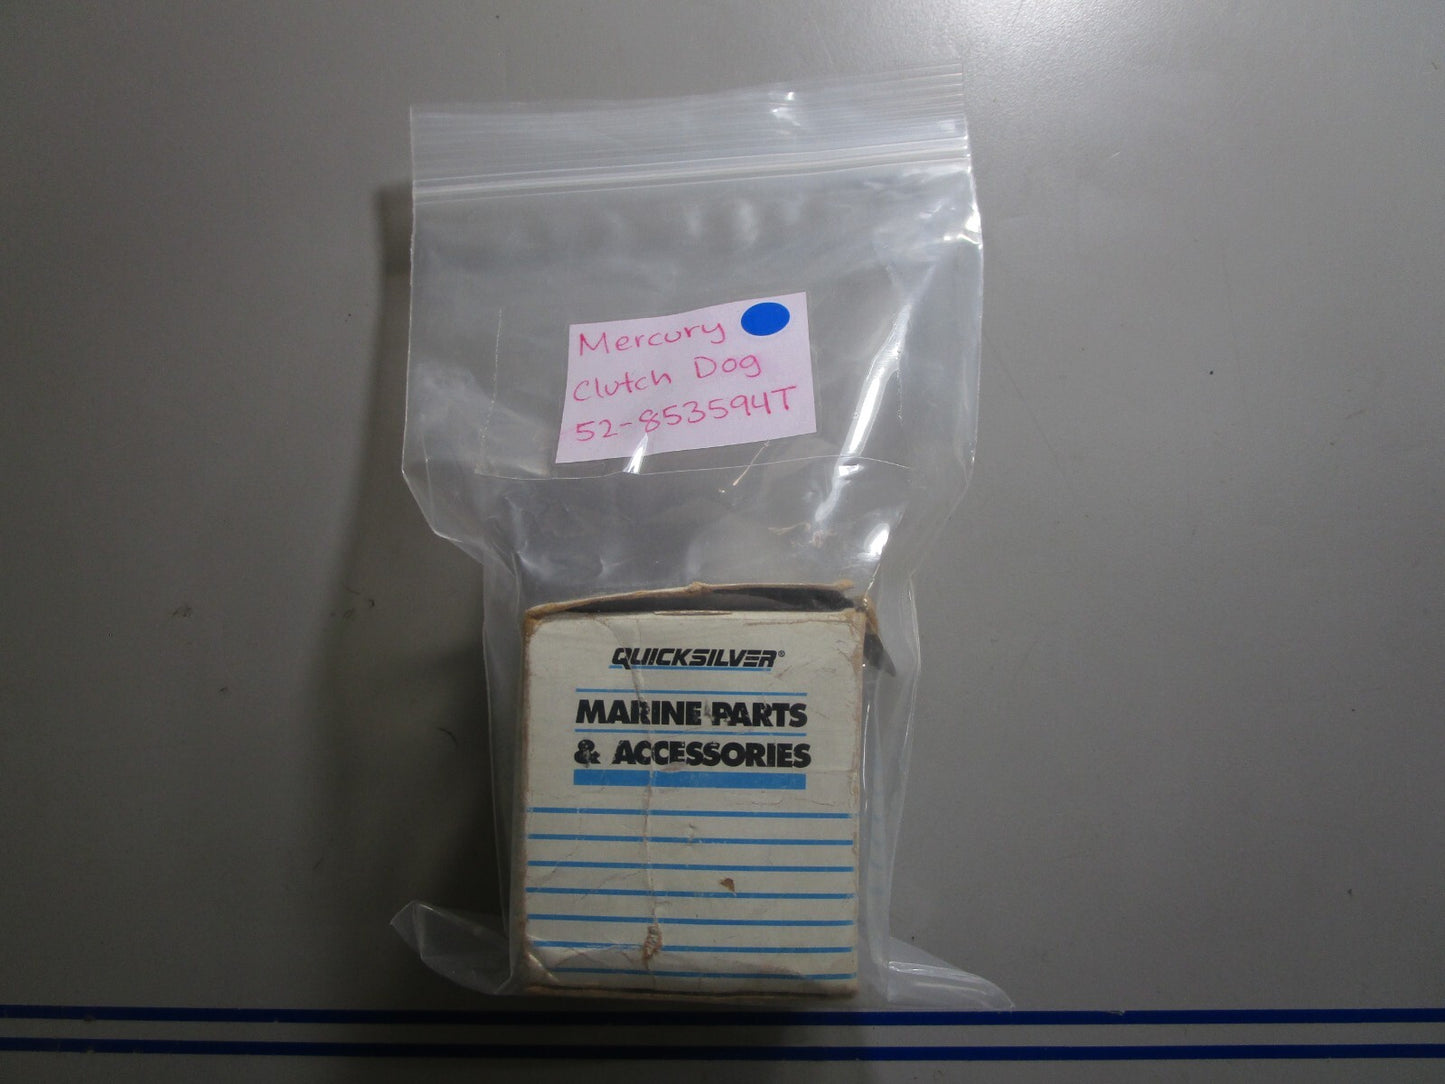 Mercury
Clutch Dog
52-853594T
QUICKSILVER®
MARINE PARTS
& ACCESSORIES